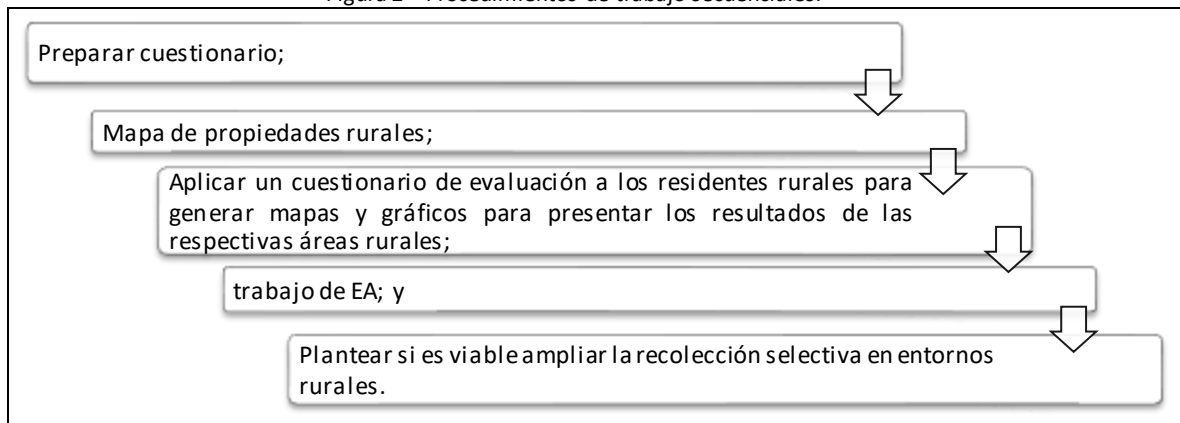 Preparar cuestionario;
Mapa de propiedades rurales;
Aplicar un cuestionario de evaluación a los residentes rurales para
generar mapas y gráficos para presentar los resultados de las
respectivas áreas rurales;
trabajo de EA; y
Plantear si es viable ampliar la recolección selectiva en entornos
rurales.